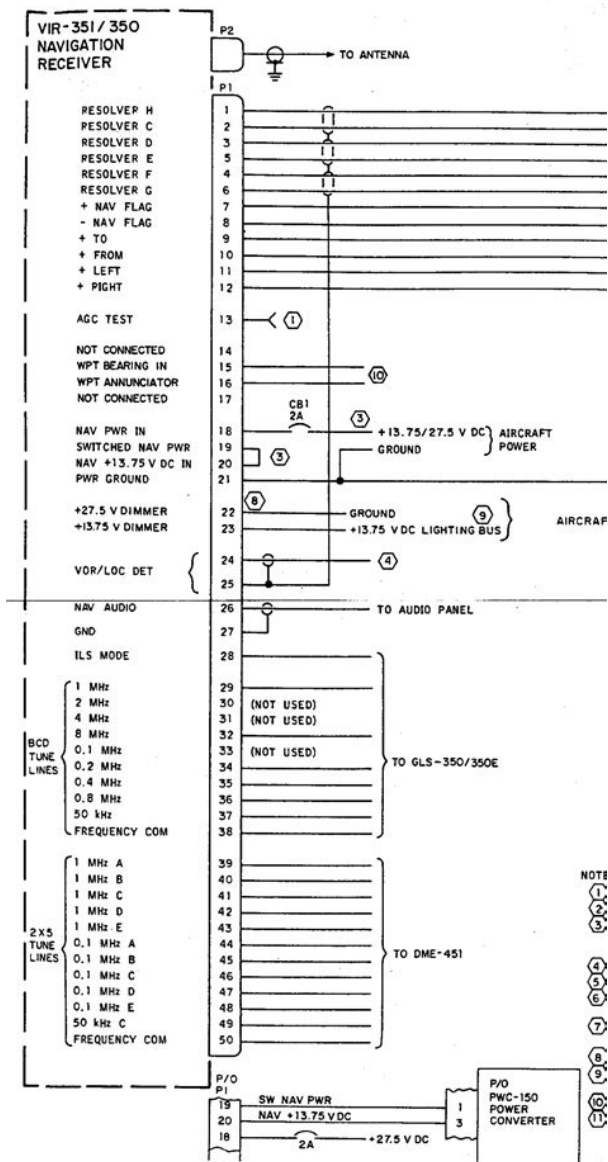 VIR-351/350
NAVIGATION
RECEIVER
P2
TO ANTENNA
P1
RESOLVER H 1
RESOLVER C 2
RESOLVER D 3
RESOLVER E 5
RESOLVER F 4
RESOLVER G 6
+ NAV FLAG 7
- NAV FLAG 8
+ TO 9
+ FROM 10
+ LEFT 11
+ PIGHT 12
AGC TEST 13 1
NOT CONNECTED 14
WPT BEARING IN 15
WPT ANNUNCIATOR 16 10
NOT CONNECTED 17
CB1
2A
3
NAV PWR IN 18 +13.75/27.5 V DC AIRCRAFT
SWITCHED NAV PWR 19 GROUND POWER
NAV +13.75 V DC IN 20 3
PWR GROUND 21
8
+27.5 V DIMMER 22 GROUND 9
+13.75 V DIMMER 23 +13.75 V DC LIGHTING BUS AIRCRAF
24 4
VOR/LOC DET
25
NAV AUDIO 26 TO AUDIO PANEL
GND 27
ILS MODE 28
BCD
TUNE
LINES
1 MHz 29
2 MHz 30 (NOT USED)
4 MHz 31 (NOT USED)
8 MHz 32
0.1 MHz 33 (NOT USED)
0.2 MHz 34
0.4 MHz 35
0.8 MHz 36
50 kHz 37
FREQUENCY COM 38
TO GLS-350/350E
2X5
TUNE
LINES
1 MHz A 39
1 MHz B 40
1 MHz C 41
1 MHz D 42
1 MHz E 43
0.1 MHz A 44
0.1 MHz B 45
0.1 MHz C 46
0.1 MHz D 47
0.1 MHz E 48
50 kHz C 49
FREQUENCY COM 50
TO DME-451
NOTE
1
2
3
4
5
6
7
8
9
10
11
P/O
P1
19 SW NAV PWR 1
20 NAV +13.75 V DC 3
18 2A +27.5 V DC
P/O
PWC-150
POWER
CONVERTER